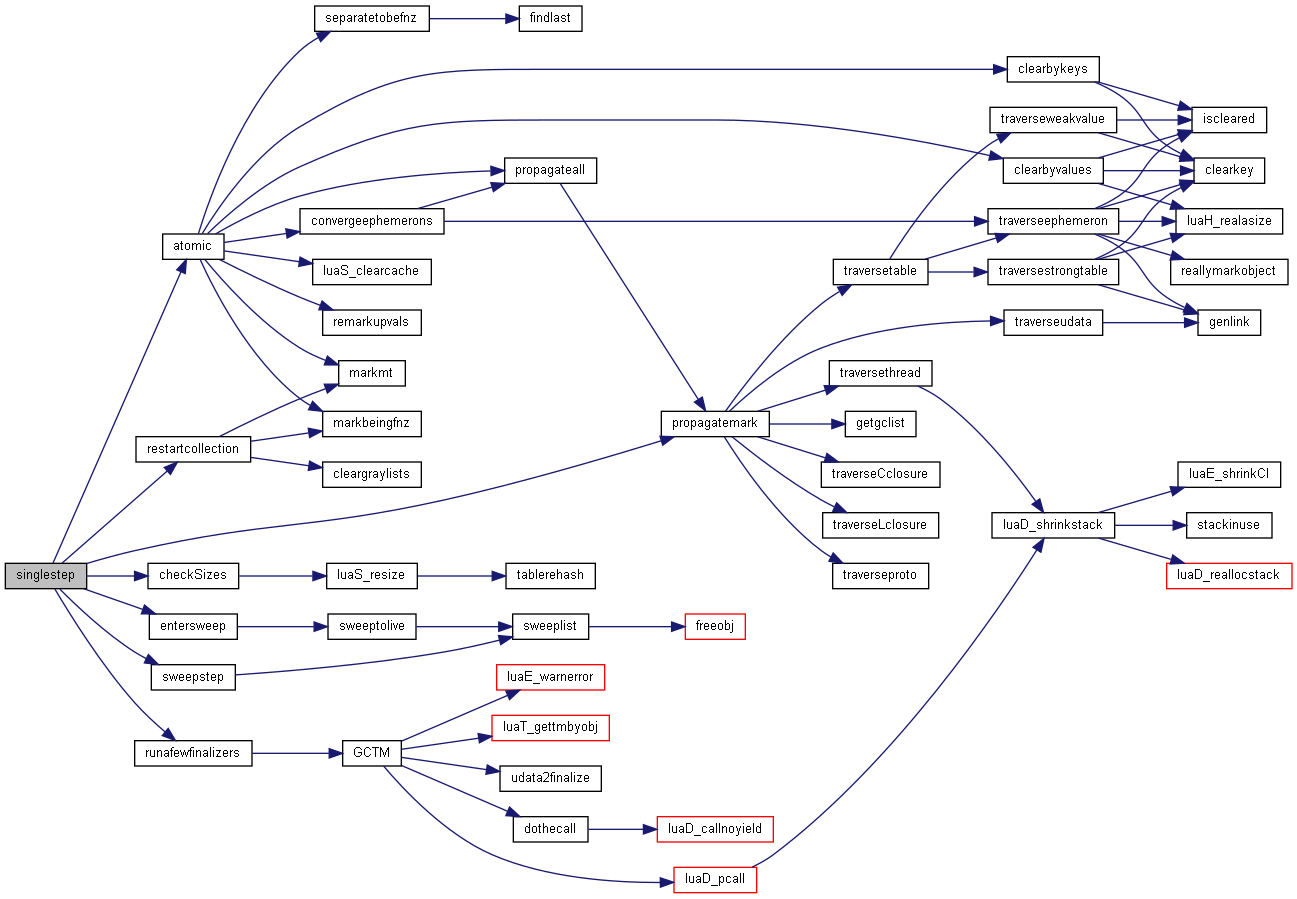 separatetobefnz
findlast
clearbykeys
traverseweakvalue
iscleared
propagateall
clearbyvalues
clearkey
convergeephemerons
traverseephemeron
luaH_realasize
atomic
luaS_clearcache
traversetable
traversestrongtable
reallymarkobject
remarkupvals
traverseudata
genlink
markmt
traversethread
restartcollection
markbeingfnz
propagatemark
getgclist
cleargraylists
traverseCclosure
luaE_shrinkCI
traverseLclosure
luaD_shrinkstack
stackinuse
singlestep
checkSizes
luaS_resize
tablerehash
traverseproto
luaD_reallocstack
entersweep
sweeptolive
sweeplist
freeobj
sweepstep
luaE_warnerror
luaT_gettmbyobj
runafewfinalizers
GCTM
udata2finalize
dothecall
luaD_callnoyield
luaD_pcall